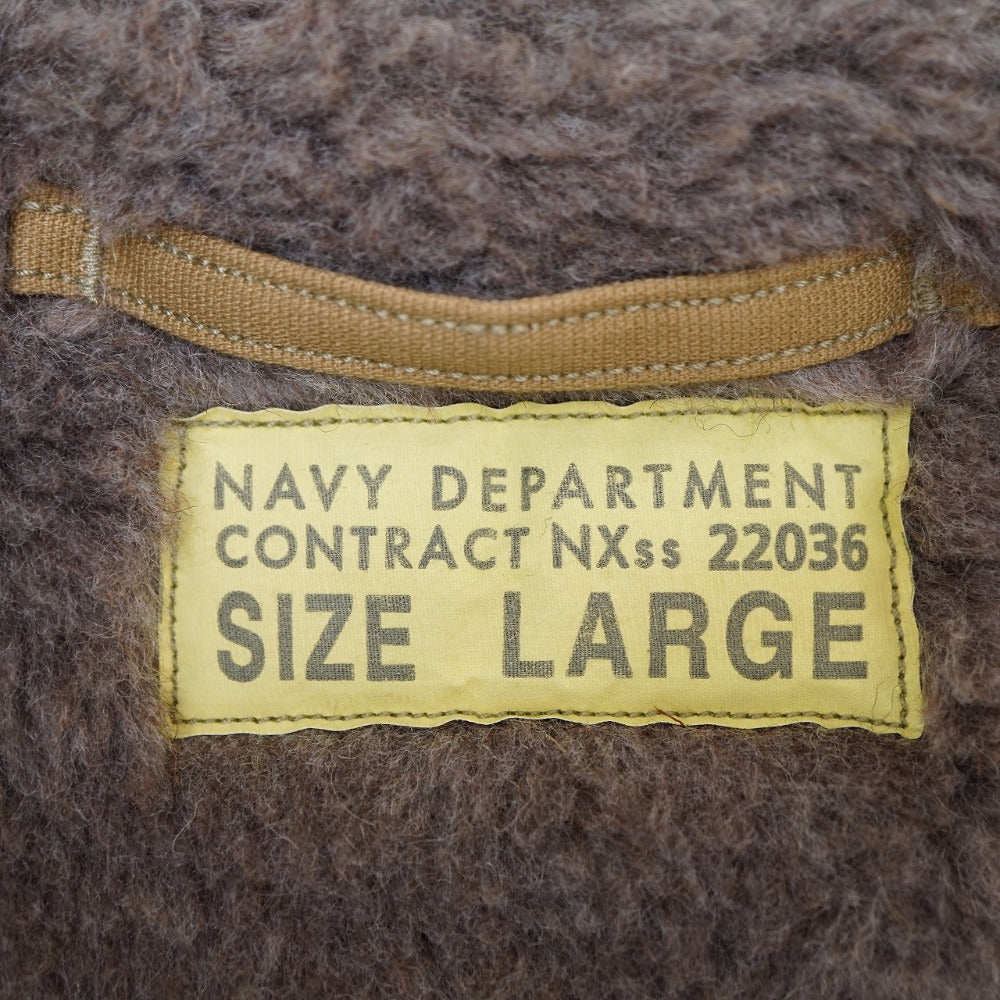 NAVY DEPARTMENT
CONTRACT NXss 22036
SIZE LARGE